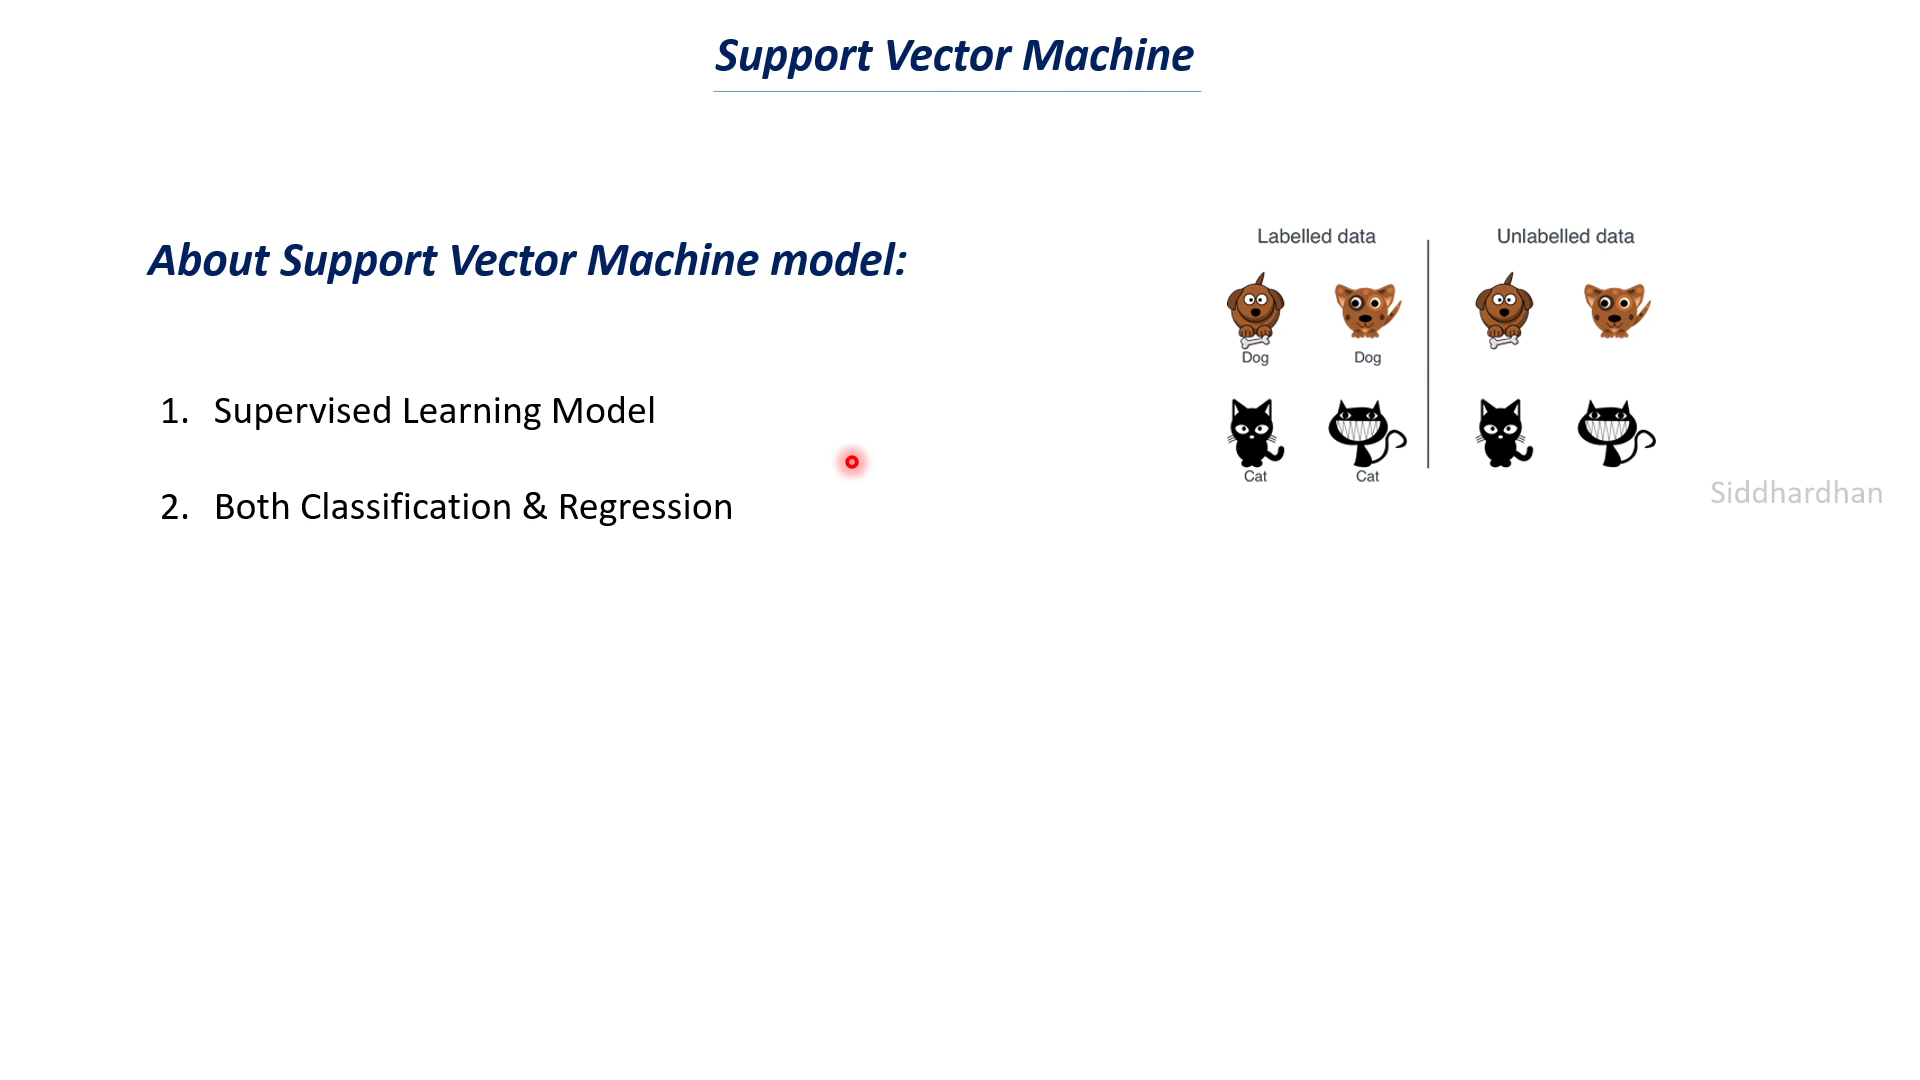 Support Vector Machine
About Support Vector Machine model:
1. Supervised Learning Model
2. Both Classification & Regression
Labelled data
Unlabelled data
Dog
Dog
Cat
Cat
Siddhardhan